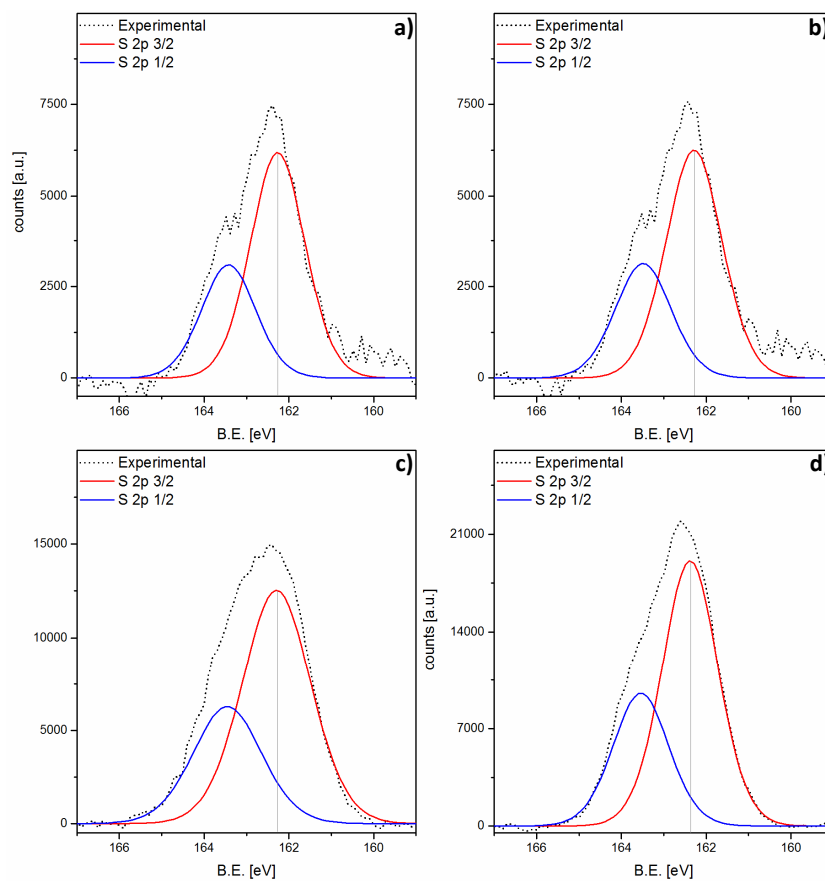 Experimental
S 2p 3/2
S 2p 1/2
a)
7500
5000
2500
0
counts [a.u.]
166 164 162 160
B.E. [eV]
Experimental
S 2p 3/2
S 2p 1/2
b)
7500
5000
2500
0
166 164 162 160
B.E. [eV]
Experimental
S 2p 3/2
S 2p 1/2
c)
15000
10000
5000
0
counts [a.u.]
166 164 162 160
B.E. [eV]
Experimental
S 2p 3/2
S 2p 1/2
d)
21000
14000
7000
0
counts [a.u.]
166 164 162 160
B.E. [eV]